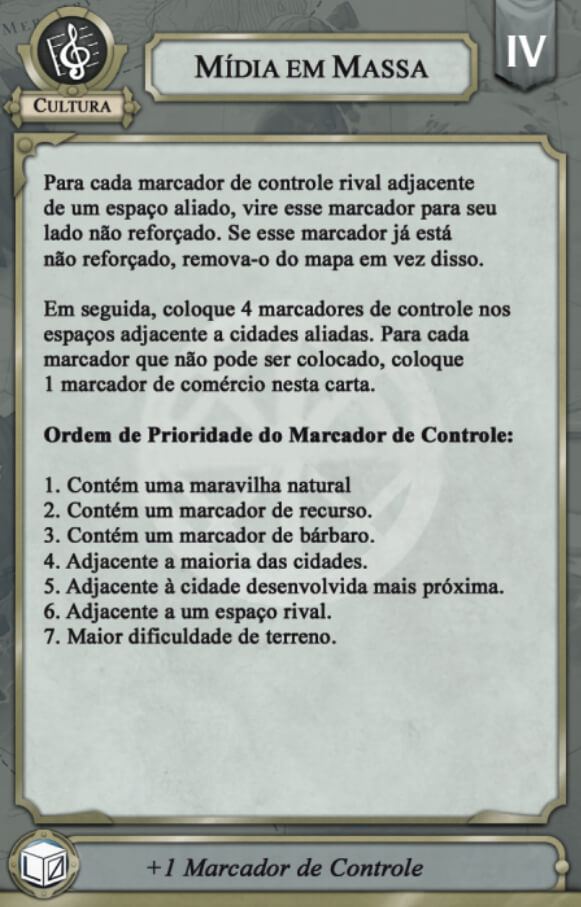 MÍDIA EM MASSA
IV
CULTURA
Para cada marcador de controle rival adjacente
de um espaço aliado, vire esse marcador para seu
lado não reforçado. Se esse marcador já está
não reforçado, remova-o do mapa em vez disso.
Em seguida, coloque 4 marcadores de controle nos
espaços adjacente a cidades aliadas. Para cada
marcador que não pode ser colocado, coloque
1 marcador de comércio nesta carta.
Ordem de Prioridade do Marcador de Controle:
1. Contém uma maravilha natural
2. Contém um marcador de recurso.
3. Contém um marcador de bárbaro.
4. Adjacente a maioria das cidades.
5. Adjacente à cidade desenvolvida mais próxima.
6. Adjacente a um espaço rival.
7. Maior dificuldade de terreno.
+1 Marcador de Controle